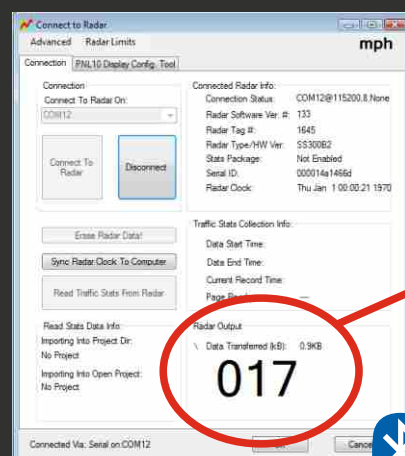 Connect to Radar
Advanced Radar Limits
mph
Connection PNL10 Display Config. Tool
Connection
Connect To Radar On:
COM12
Connect To Radar
Disconnect
Erase Radar Data!
Sync Radar Clock To Computer
Read Traffic Stats From Radar
Read Stats Data Info:
Importing Into Project Dir:
No Project
Importing Into Open Project:
No Project
Connected Radar Info:
Connection Status: COM12@115200.8.None
Radar Software Ver. #: 133
Radar Tag #: 1645
Radar Type/HW Ver: SS300B2
Stats Package: Not Enabled
Serial ID: 000014a1466d
Radar Clock: Thu Jan 1 00:00:21 1970
Traffic Stats Collection Info:
Data Start Time:
Data End Time:
Current Record Time:
Radar Output
\ Data Transferred (kB): 0.9KB
017
Connected Via: Serial on:COM12